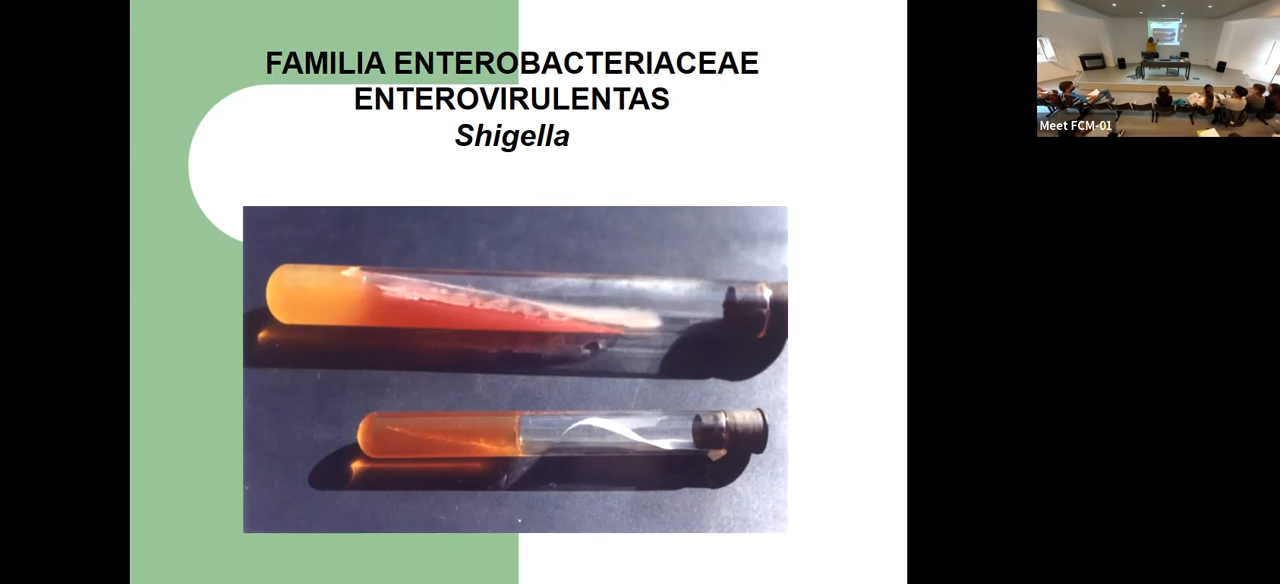 FAMILIA ENTEROBACTERIACEAE
ENTEROVIRULENTAS
Shigella
Meet FCM-01